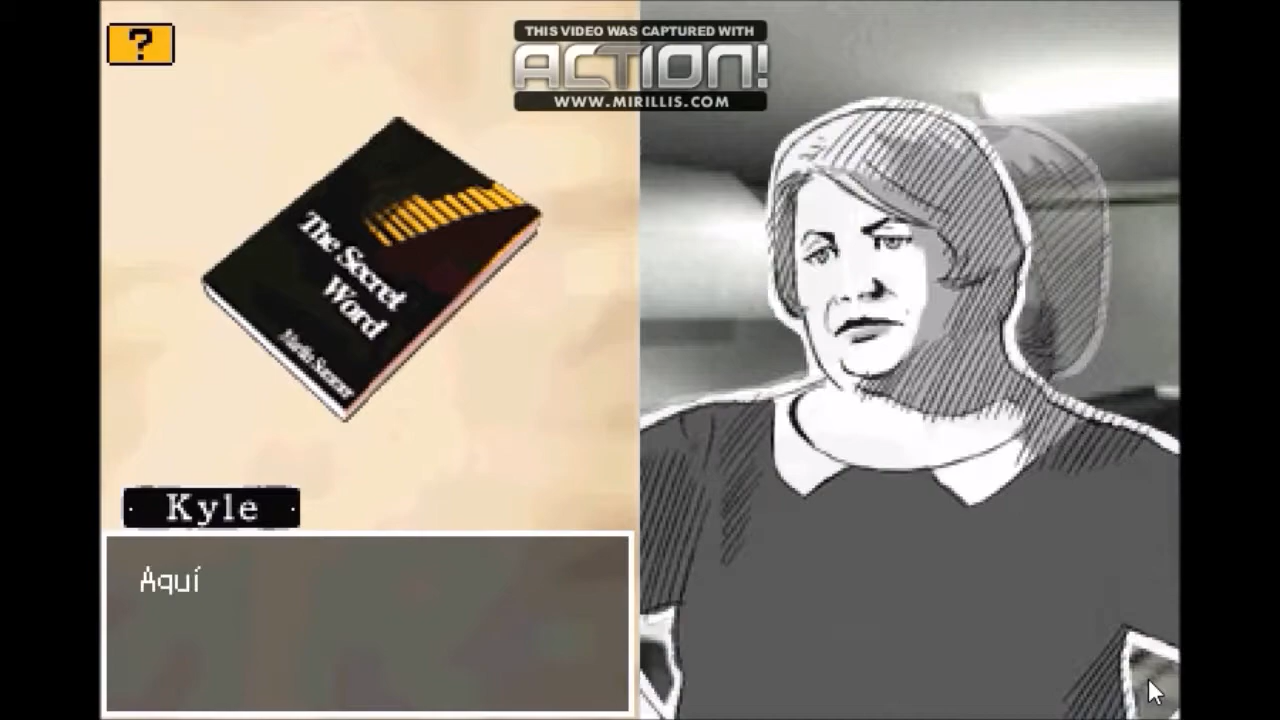 ?
THIS VIDEO WAS CAPTURED WITH
ACTION!
WWW.MIRILLIS.COM
The Secret
Word
Kyle
Aquí